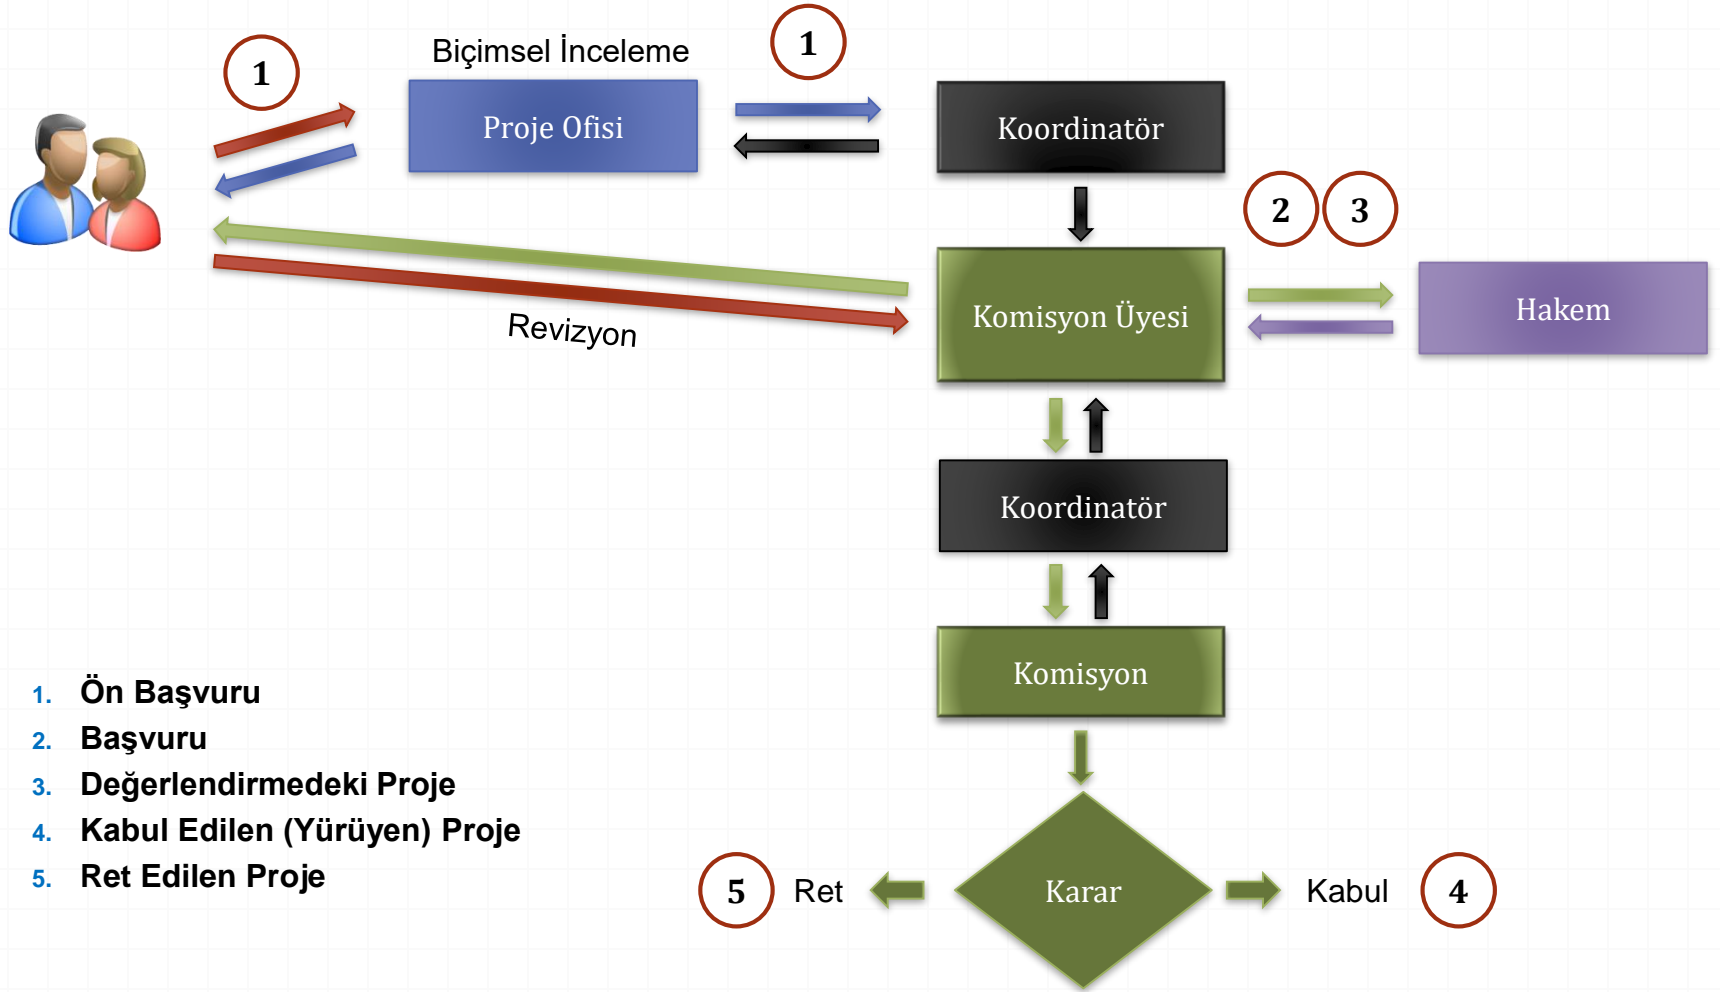 1
Biçimsel İnceleme
1
Proje Ofisi
Koordinatör
2
3
Komisyon Üyesi
Hakem
Revizyon
Koordinatör
Komisyon
1. Ön Başvuru
2. Başvuru
3. Değerlendirmedeki Proje
4. Kabul Edilen (Yürüyen) Proje
5. Ret Edilen Proje
5
Ret
Karar
Kabul
4